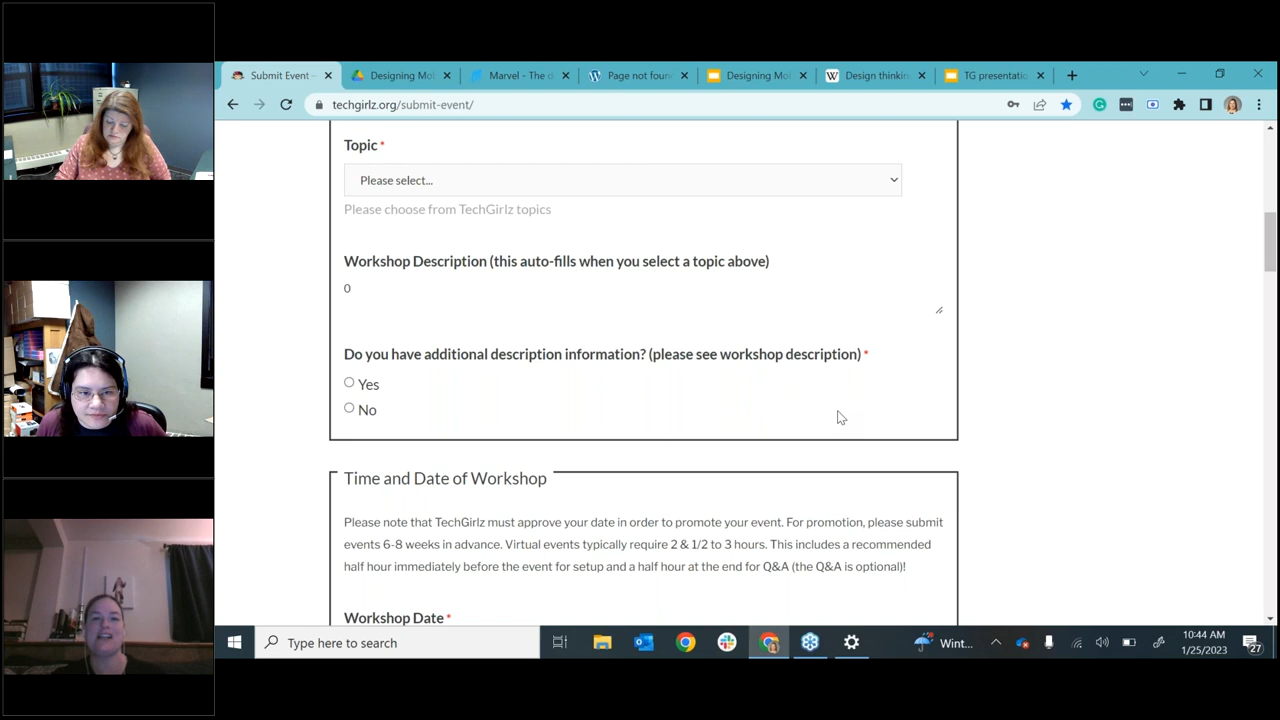 Submit Event –
Designing Mol
Marvel - The d
Page not foun
Designing Mol
Design thinkin
TG presentatio
techgirlz.org/submit-event/
Topic *
Please select...
Please choose from TechGirlz topics
Workshop Description (this auto-fills when you select a topic above)
0
Do you have additional description information? (please see workshop description) *
Yes
No
Time and Date of Workshop
Please note that TechGirlz must approve your date in order to promote your event. For promotion, please submit
events 6-8 weeks in advance. Virtual events typically require 2 & 1/2 to 3 hours. This includes a recommended
half hour immediately before the event for setup and a half hour at the end for Q&A (the Q&A is optional)!
Workshop Date *
Type here to search
Wint...
10:44 AM
1/25/2023
27